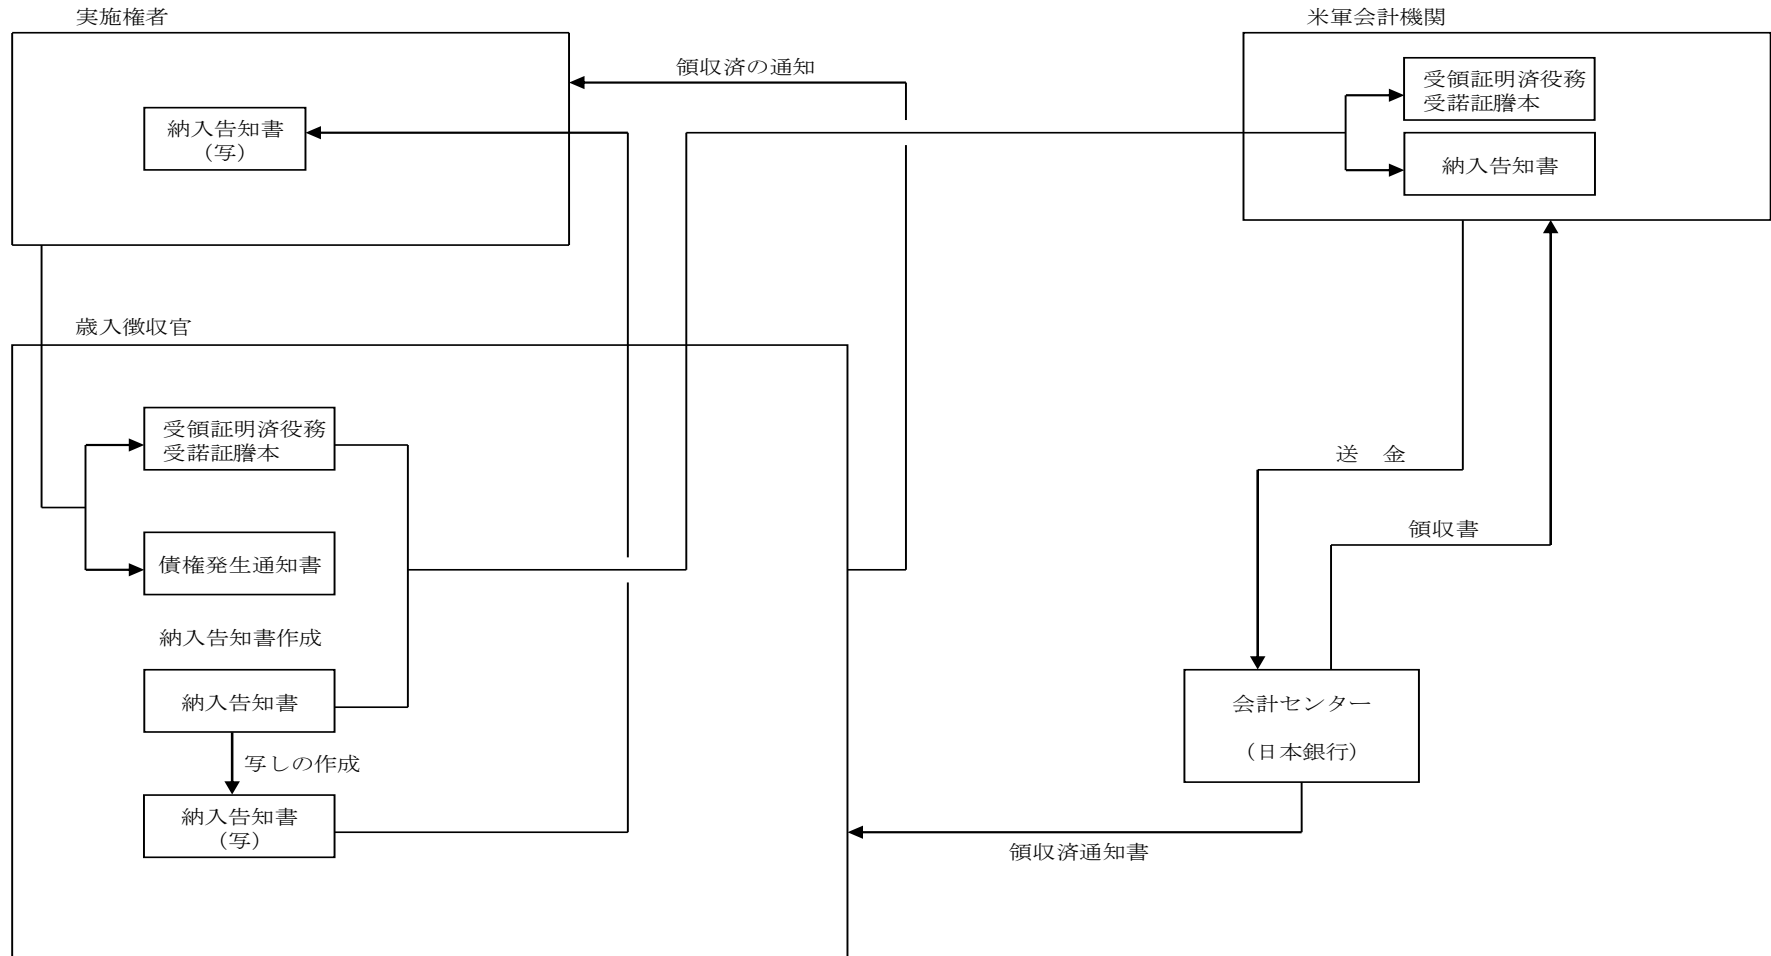 実施権者
米軍会計機関
領収済の通知
受領証明済役務
受諾証謄本
納入告知書
（写）
納入告知書
歳入徴収官
受領証明済役務
受諾証謄本
送　金
領収書
債権発生通知書
納入告知書作成
納入告知書
会計センター
（日本銀行）
写しの作成
納入告知書
（写）
領収済通知書